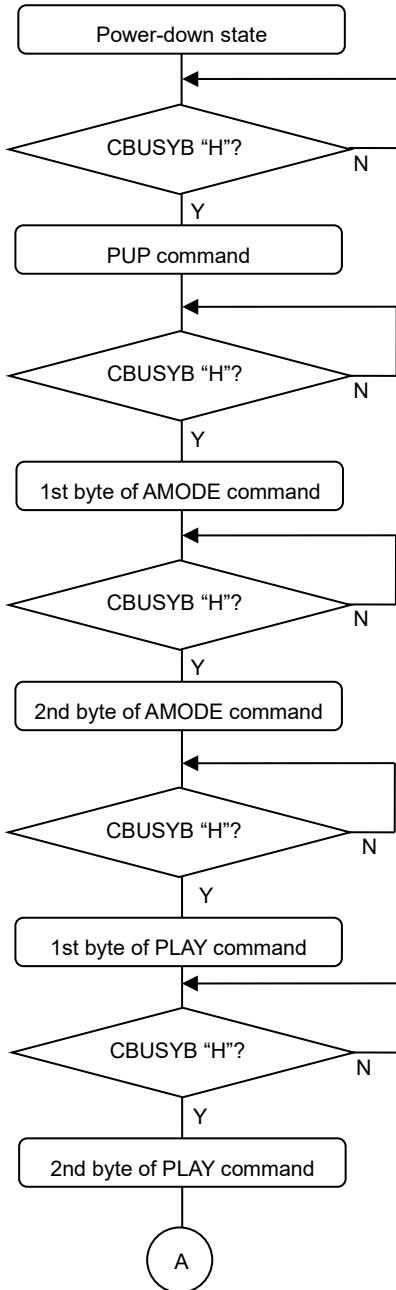 Power-down state
CBUSYB “H”?
N
Y
PUP command
CBUSYB “H”?
N
Y
1st byte of AMODE command
CBUSYB “H”?
N
Y
2nd byte of AMODE command
CBUSYB “H”?
N
Y
1st byte of PLAY command
CBUSYB “H”?
N
Y
2nd byte of PLAY command
A